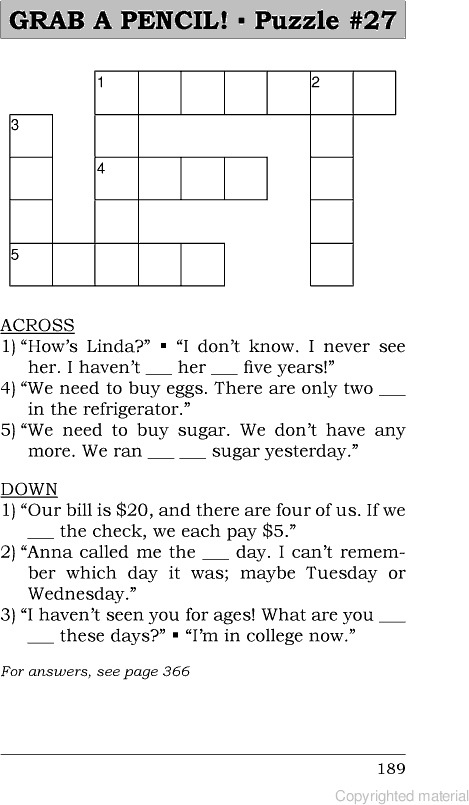 GRAB A PENCIL! ▪ Puzzle #27
1 2
3
4
5
ACROSS
1) “How’s Linda?” ▪ “I don’t know. I never see
her. I haven’t ___ her ___ five years!”
4) “We need to buy eggs. There are only two ___
in the refrigerator.”
5) “We need to buy sugar. We don’t have any
more. We ran ___ ___ sugar yesterday.”
DOWN
1) “Our bill is $20, and there are four of us. If we
___ the check, we each pay $5.”
2) “Anna called me the ___ day. I can’t remem-
ber which day it was; maybe Tuesday or
Wednesday.”
3) “I haven’t seen you for ages! What are you ___
___ these days?” ▪ “I’m in college now.”
For answers, see page 366
189
Copyrighted material